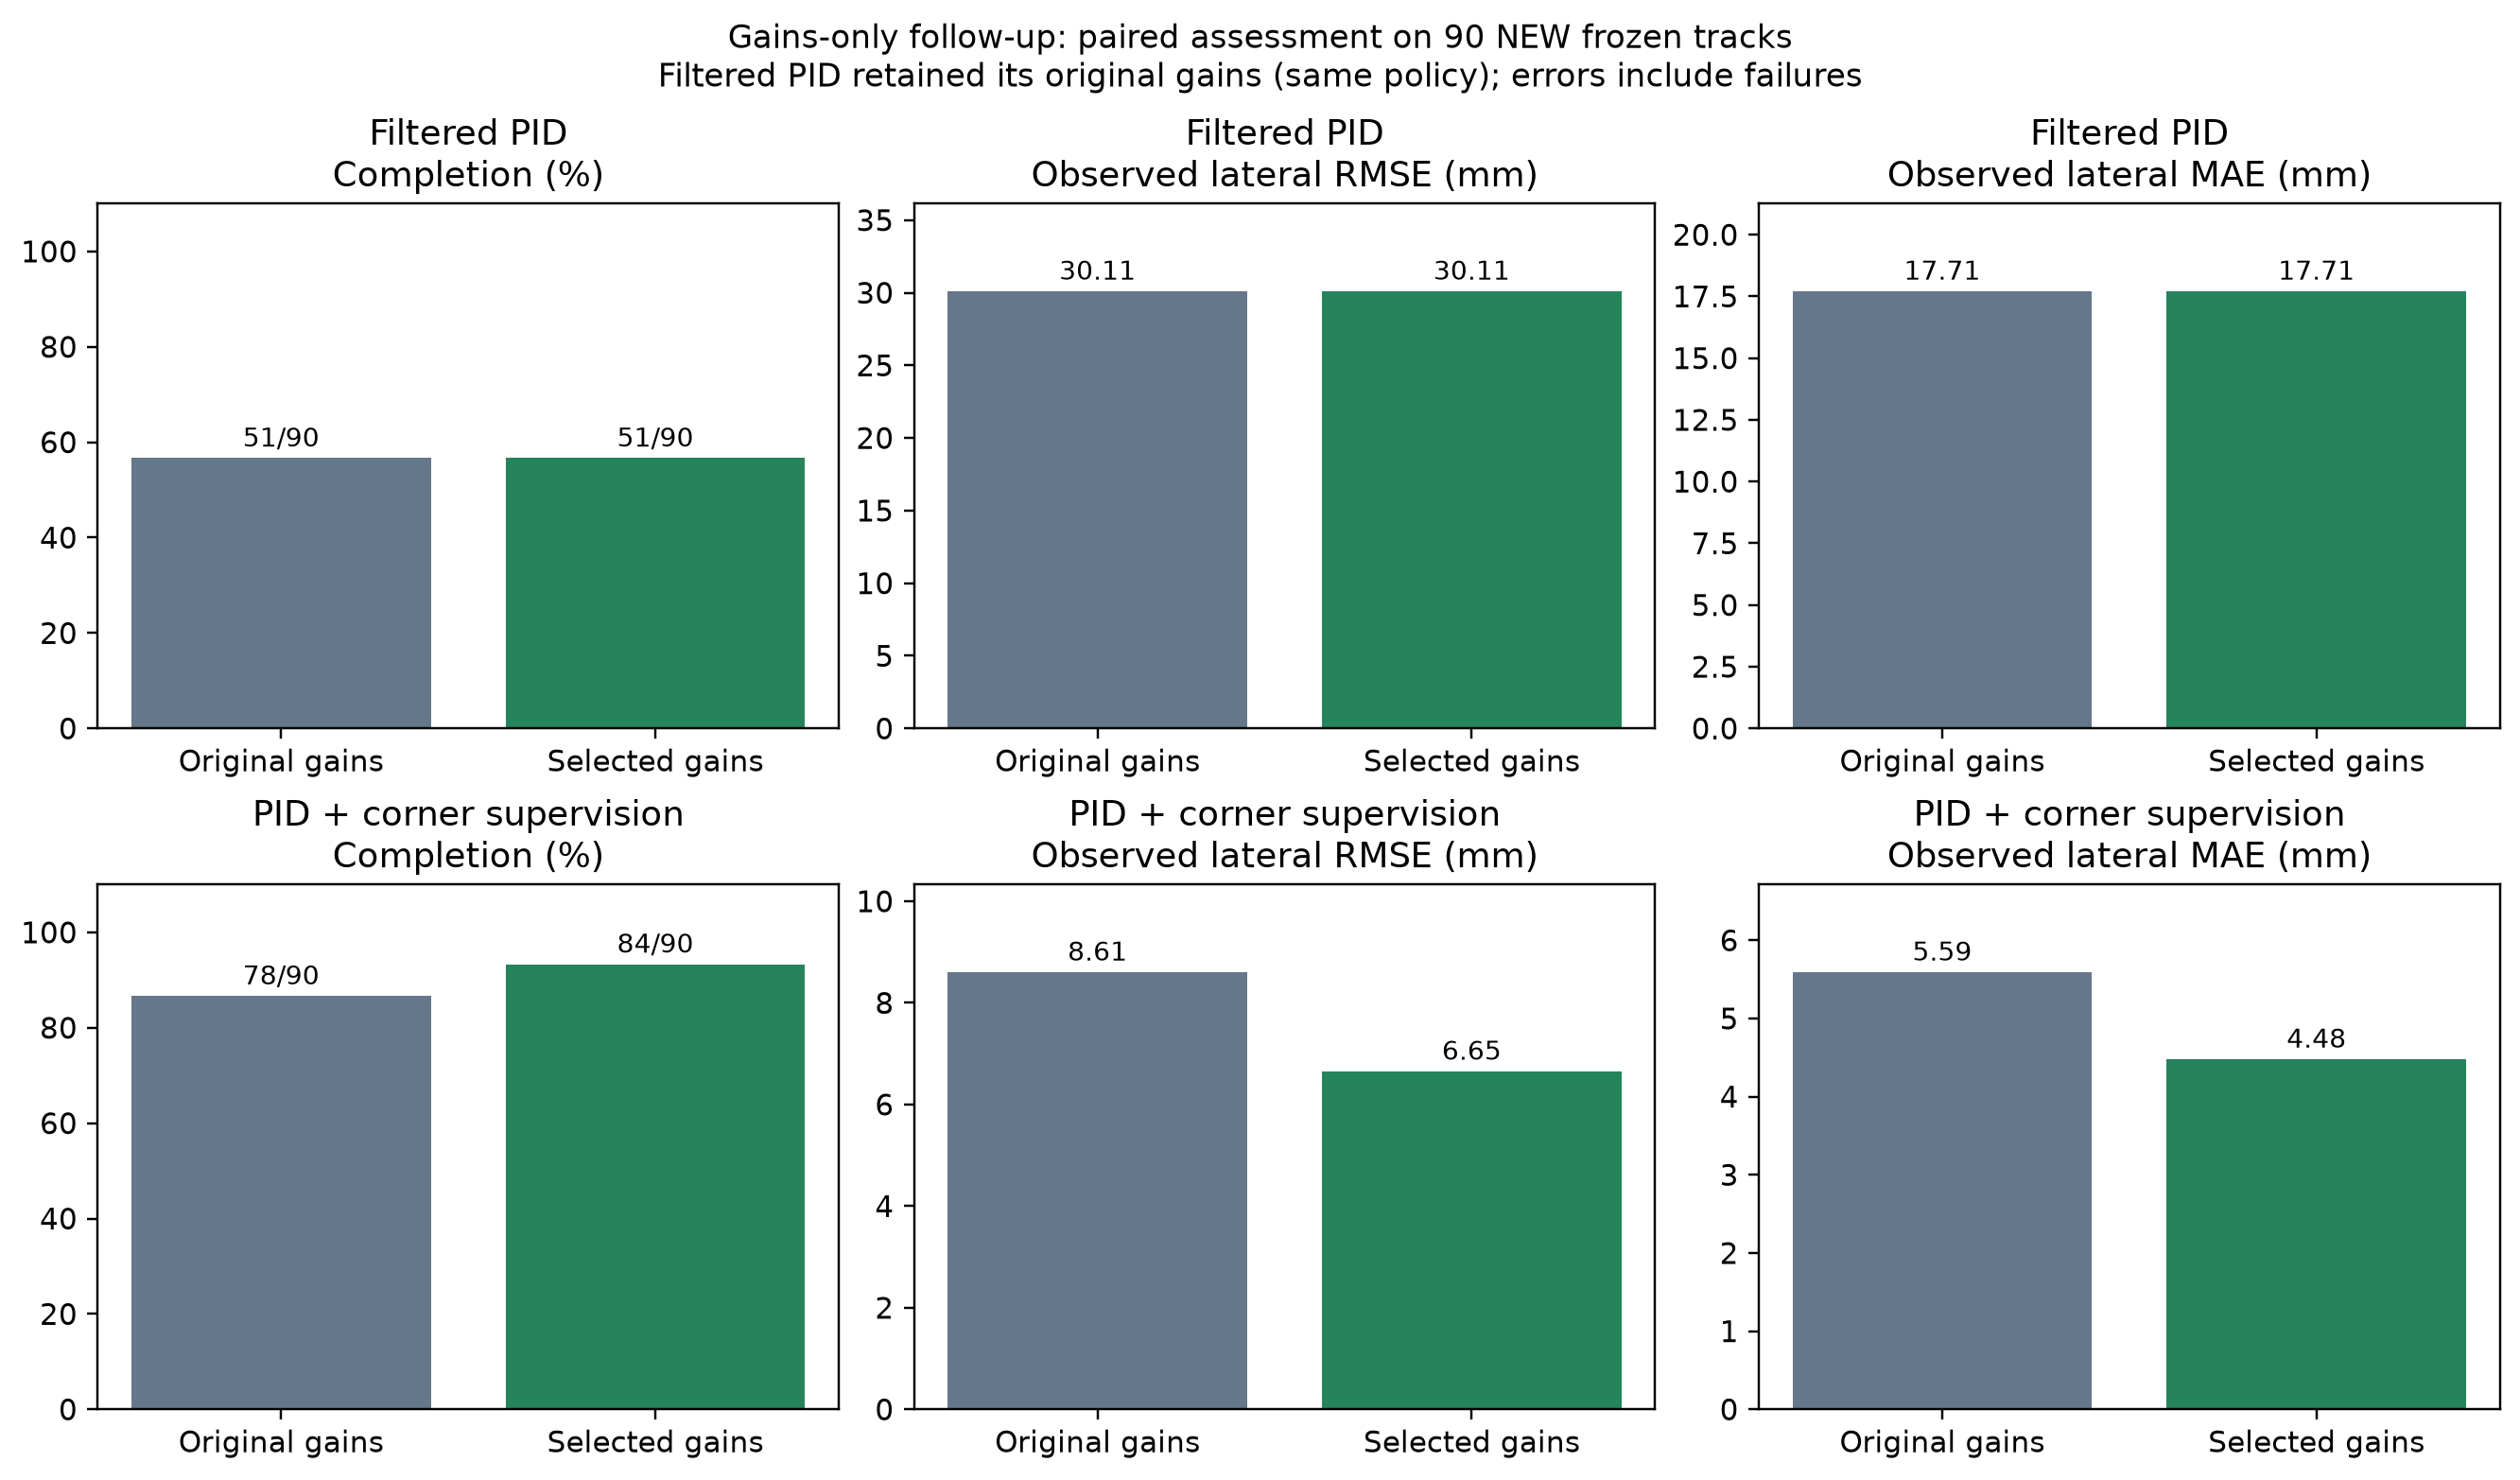 Gains-only follow-up: paired assessment on 90 NEW frozen tracks
Filtered PID retained its original gains (same policy); errors include failures
Filtered PID
Completion (%)
100
80
60
40
20
0
51/90
51/90
Original gains
Selected gains
Filtered PID
Observed lateral RMSE (mm)
35
30
25
20
15
10
5
0
30.11
30.11
Original gains
Selected gains
Filtered PID
Observed lateral MAE (mm)
20.0
17.5
15.0
12.5
10.0
7.5
5.0
2.5
0.0
17.71
17.71
Original gains
Selected gains
PID + corner supervision
Completion (%)
100
80
60
40
20
0
78/90
84/90
Original gains
Selected gains
PID + corner supervision
Observed lateral RMSE (mm)
10
8
6
4
2
0
8.61
6.65
Original gains
Selected gains
PID + corner supervision
Observed lateral MAE (mm)
6
5
4
3
2
1
0
5.59
4.48
Original gains
Selected gains